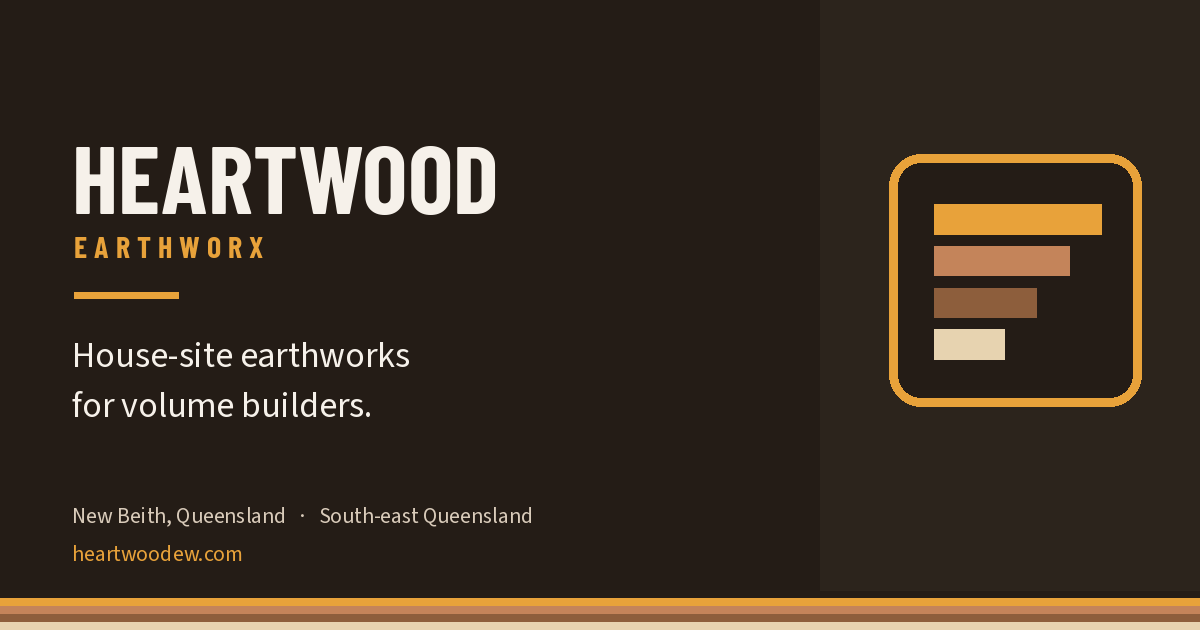 HEARTWOOD
EARTHWORX
House-site earthworks
for volume builders.
New Beith, Queensland · South-east Queensland
heartwoodew.com